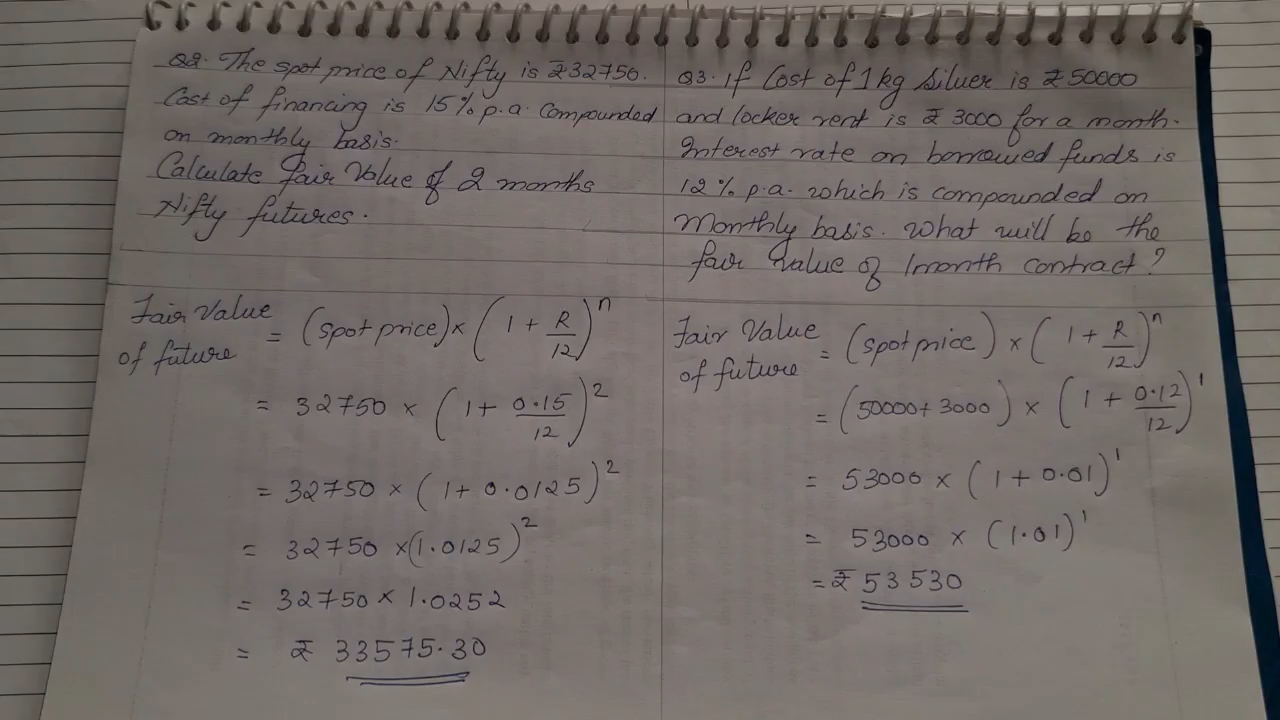 Q2. The spot price of Nifty is ₹32750.
Cost of financing is 15% p.a. Compounded
on monthly basis.
Calculate fair Value of 2 months
Nifty futures.
Fair Value
of future = (spot price) × (1 + R/12)^n
= 32750 × (1 + 0.15/12)^2
= 32750 × (1 + 0.0125)^2
= 32750 × (1.0125)^2
= 32750 × 1.0252
= ₹ 33575.30
Q3. If Cost of 1kg Silver is ₹50000
and locker rent is ₹ 3000 for a month.
Interest rate on borrowed funds is
12% p.a. which is compounded on
Monthly basis. What will be the
fair Value of 1month contract?
Fair Value
of future = (spot price) × (1 + R/12)^n
= (50000 + 3000) × (1 + 0.12/12)^1
= 53000 × (1 + 0.01)^1
= 53000 × (1.01)^1
= ₹ 53530